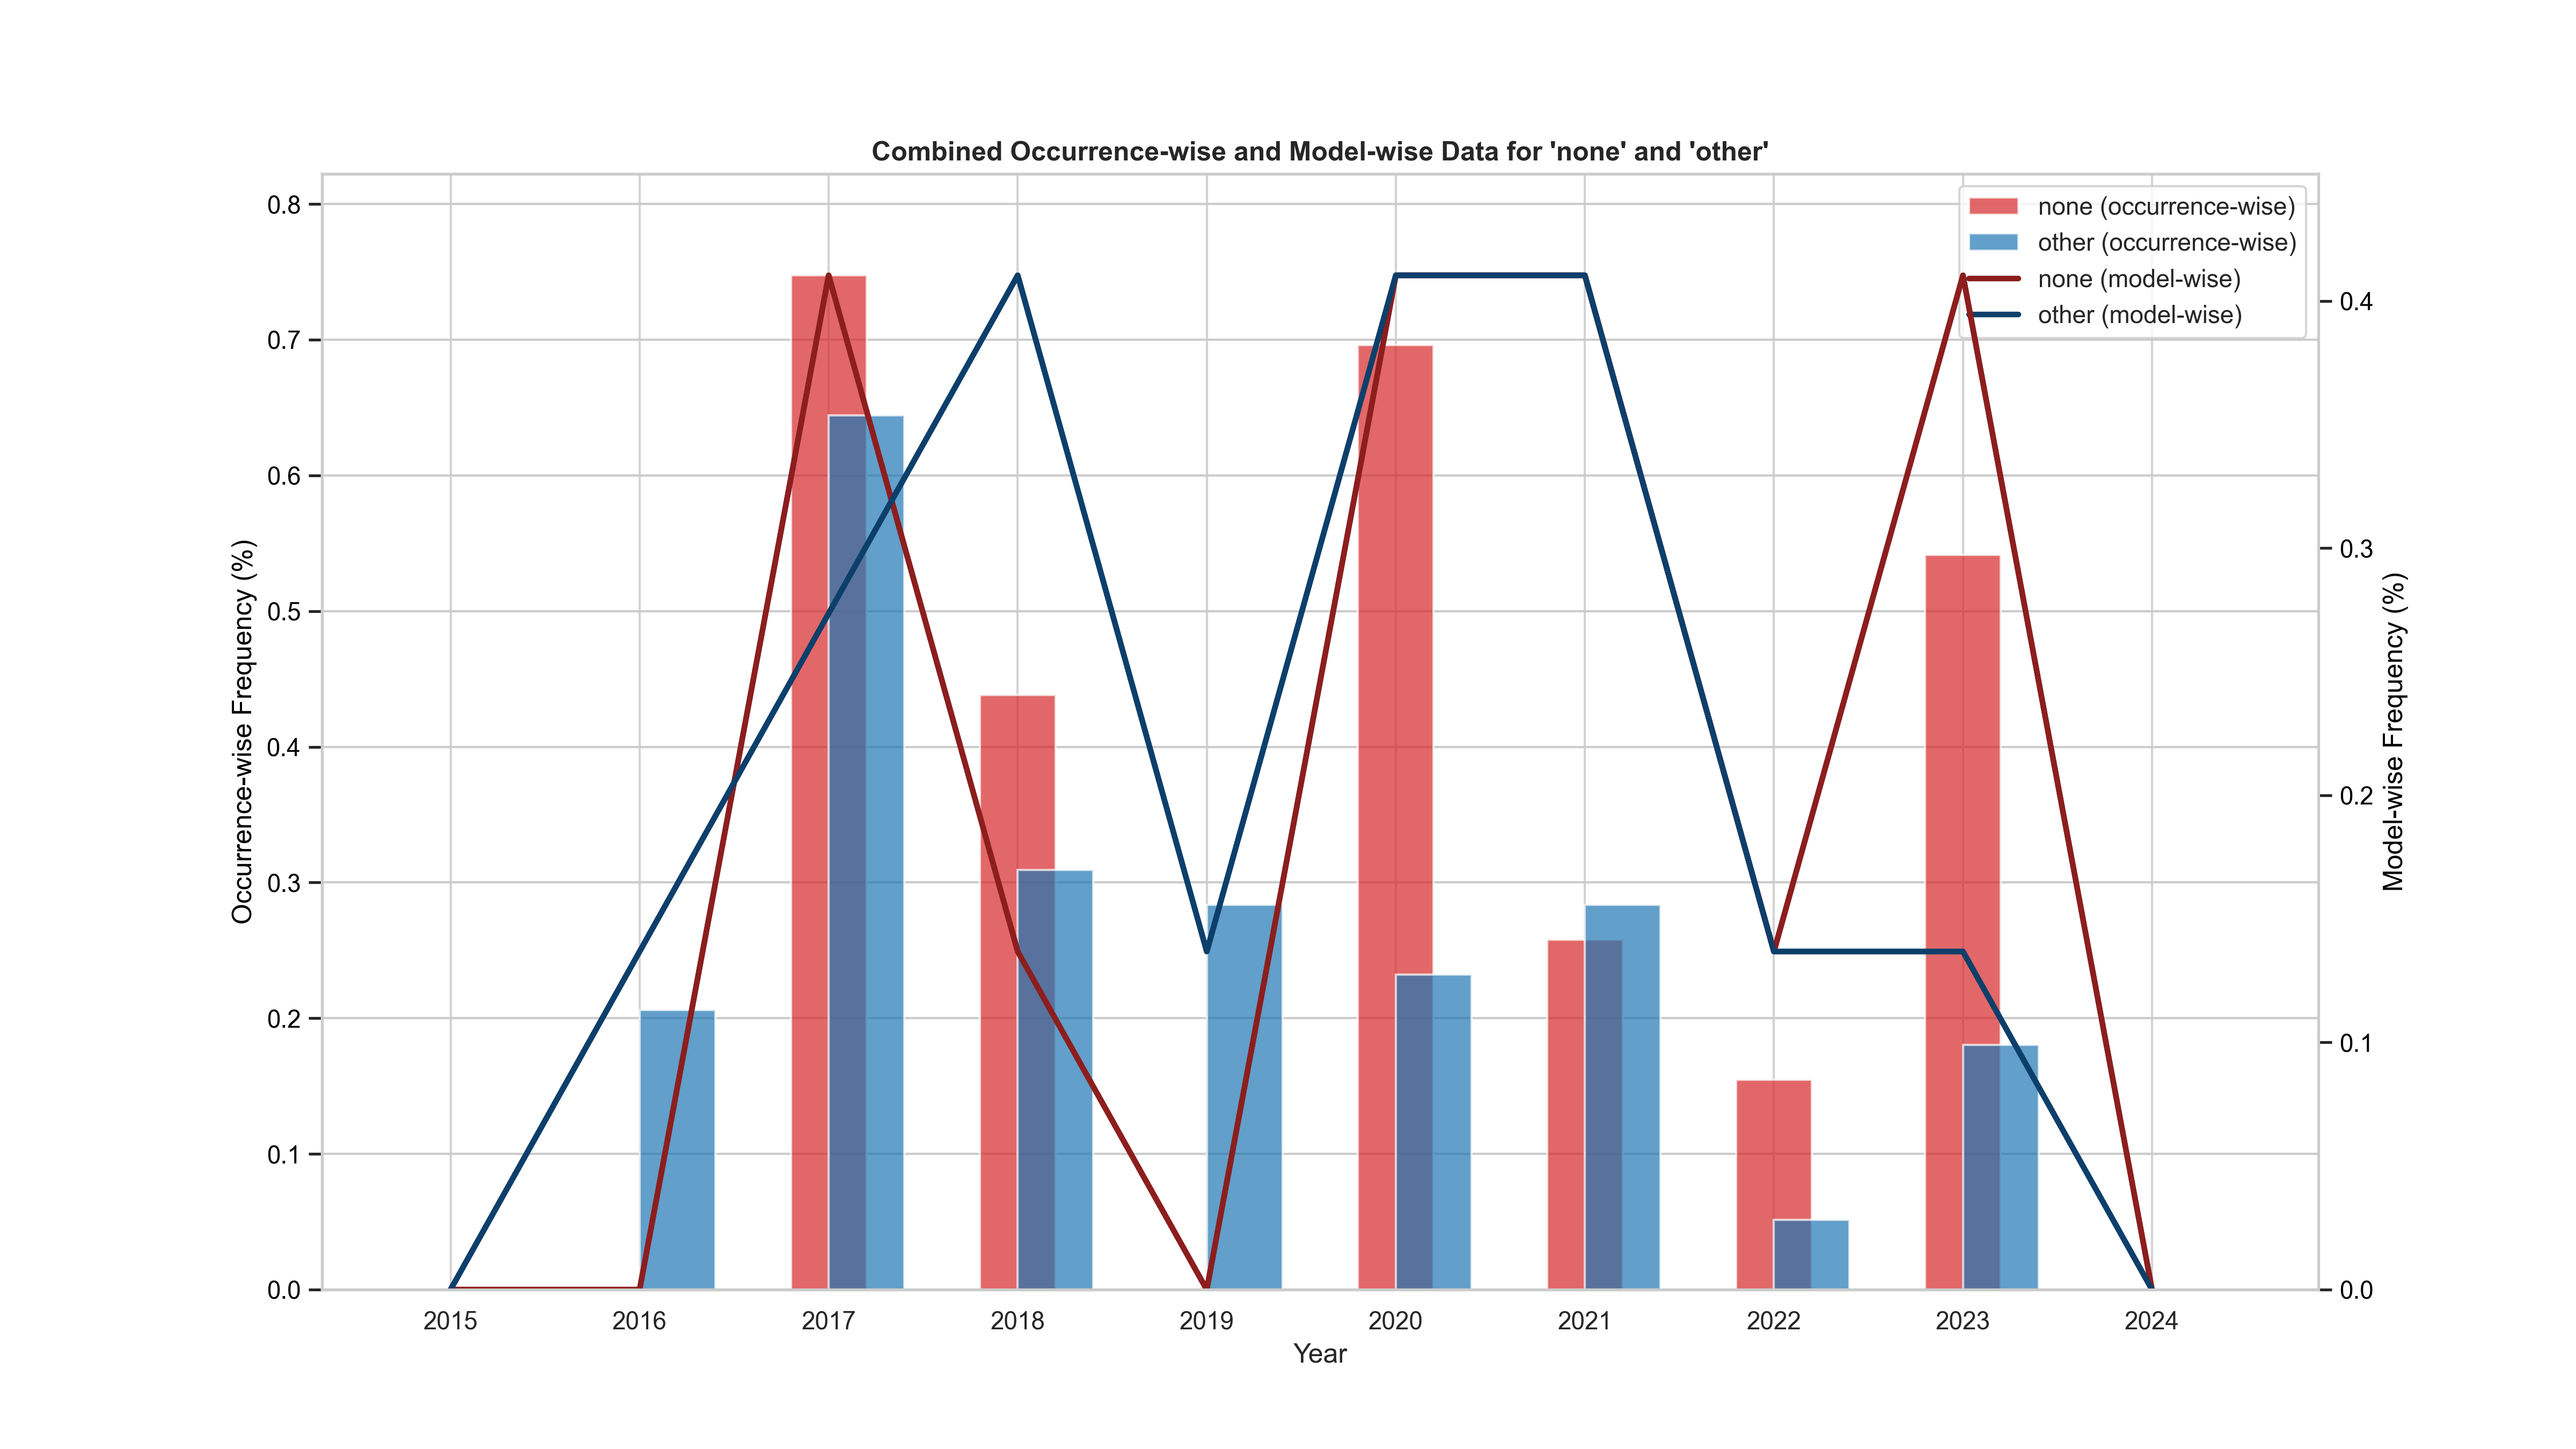 Combined Occurrence-wise and Model-wise Data for 'none' and 'other'
none (occurrence-wise)
other (occurrence-wise)
none (model-wise)
other (model-wise)
Occurrence-wise Frequency (%)
0.8
0.7
0.6
0.5
0.4
0.3
0.2
0.1
0.0
Model-wise Frequency (%)
0.4
0.3
0.2
0.1
0.0
2015 2016 2017 2018 2019 2020 2021 2022 2023 2024
Year